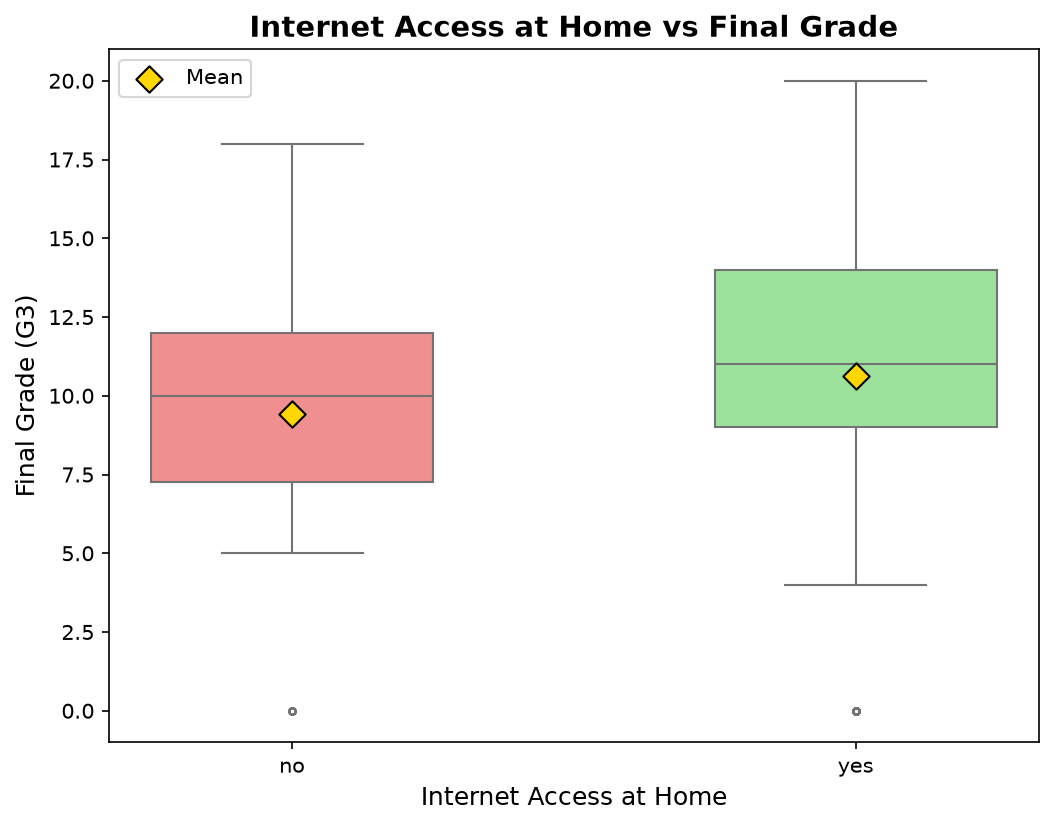 Internet Access at Home vs Final Grade
Mean
20.0
17.5
15.0
12.5
10.0
7.5
5.0
2.5
0.0
Final Grade (G3)
no
yes
Internet Access at Home